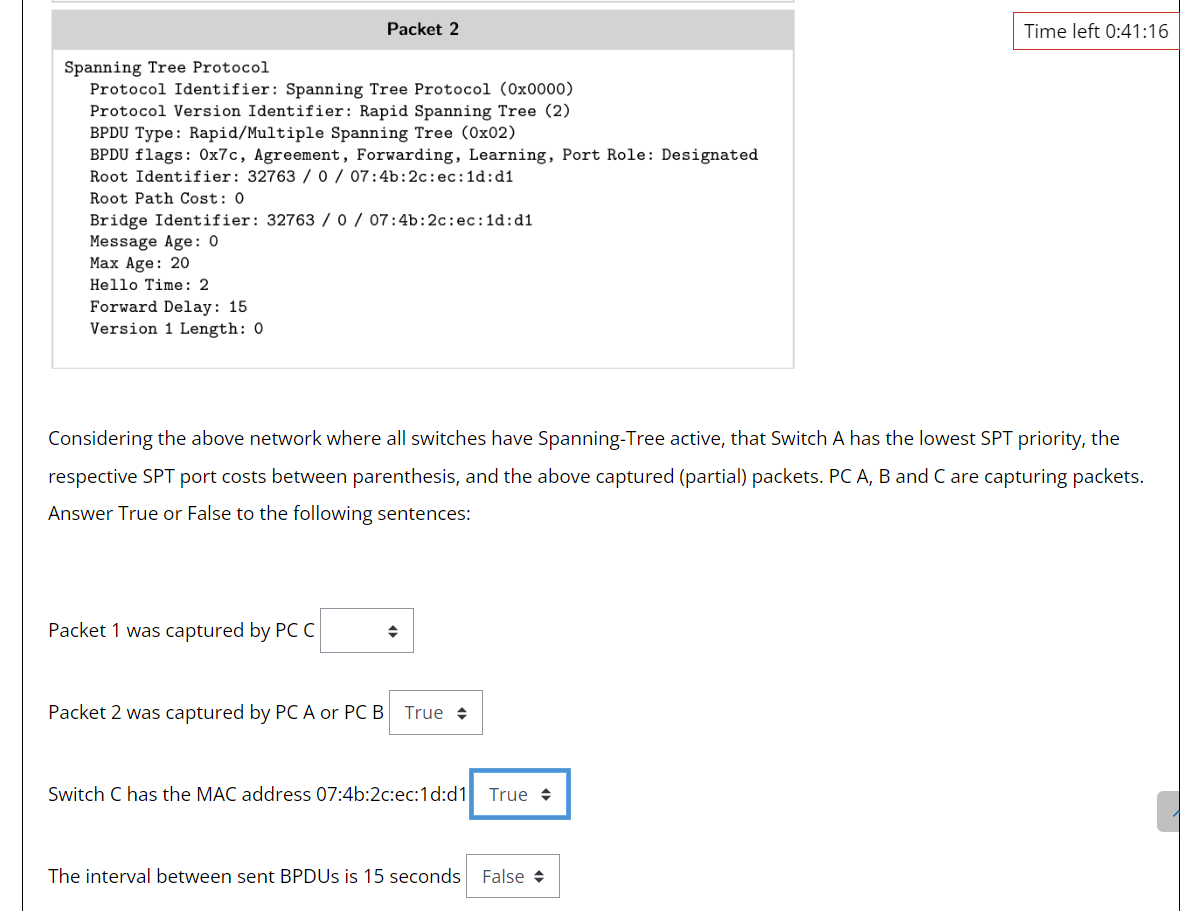 Packet 2
Time left 0:41:16
Spanning Tree Protocol
Protocol Identifier: Spanning Tree Protocol (0x0000)
Protocol Version Identifier: Rapid Spanning Tree (2)
BPDU Type: Rapid/Multiple Spanning Tree (0x02)
BPDU flags: 0x7c, Agreement, Forwarding, Learning, Port Role: Designated
Root Identifier: 32763 / 0 / 07:4b:2c:ec:1d:d1
Root Path Cost: 0
Bridge Identifier: 32763 / 0 / 07:4b:2c:ec:1d:d1
Message Age: 0
Max Age: 20
Hello Time: 2
Forward Delay: 15
Version 1 Length: 0
Considering the above network where all switches have Spanning-Tree active, that Switch A has the lowest SPT priority, the
respective SPT port costs between parenthesis, and the above captured (partial) packets. PC A, B and C are capturing packets.
Answer True or False to the following sentences:
Packet 1 was captured by PC C
Packet 2 was captured by PC A or PC B True
Switch C has the MAC address 07:4b:2c:ec:1d:d1 True
The interval between sent BPDUs is 15 seconds False